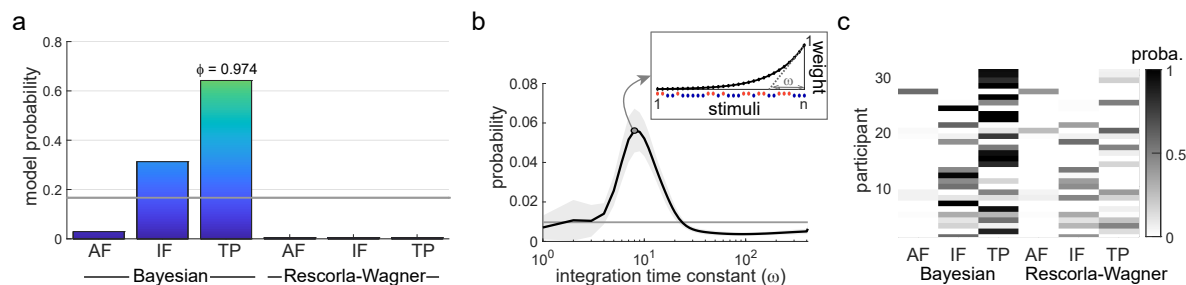 a
model probability
0.8
0.6
0.4
0.2
0
ϕ = 0.974
AF IF TP AF IF TP
Bayesian Rescorla-Wagner
b
probability
0.08
0.06
0.04
0.02
0
10⁰ 10¹ 10²
integration time constant (ω)
1
weight
ω
1 n
stimuli
c
participant
30
20
10
AF IF TP AF IF TP
Bayesian Rescorla-Wagner
proba.
1
0.5
0